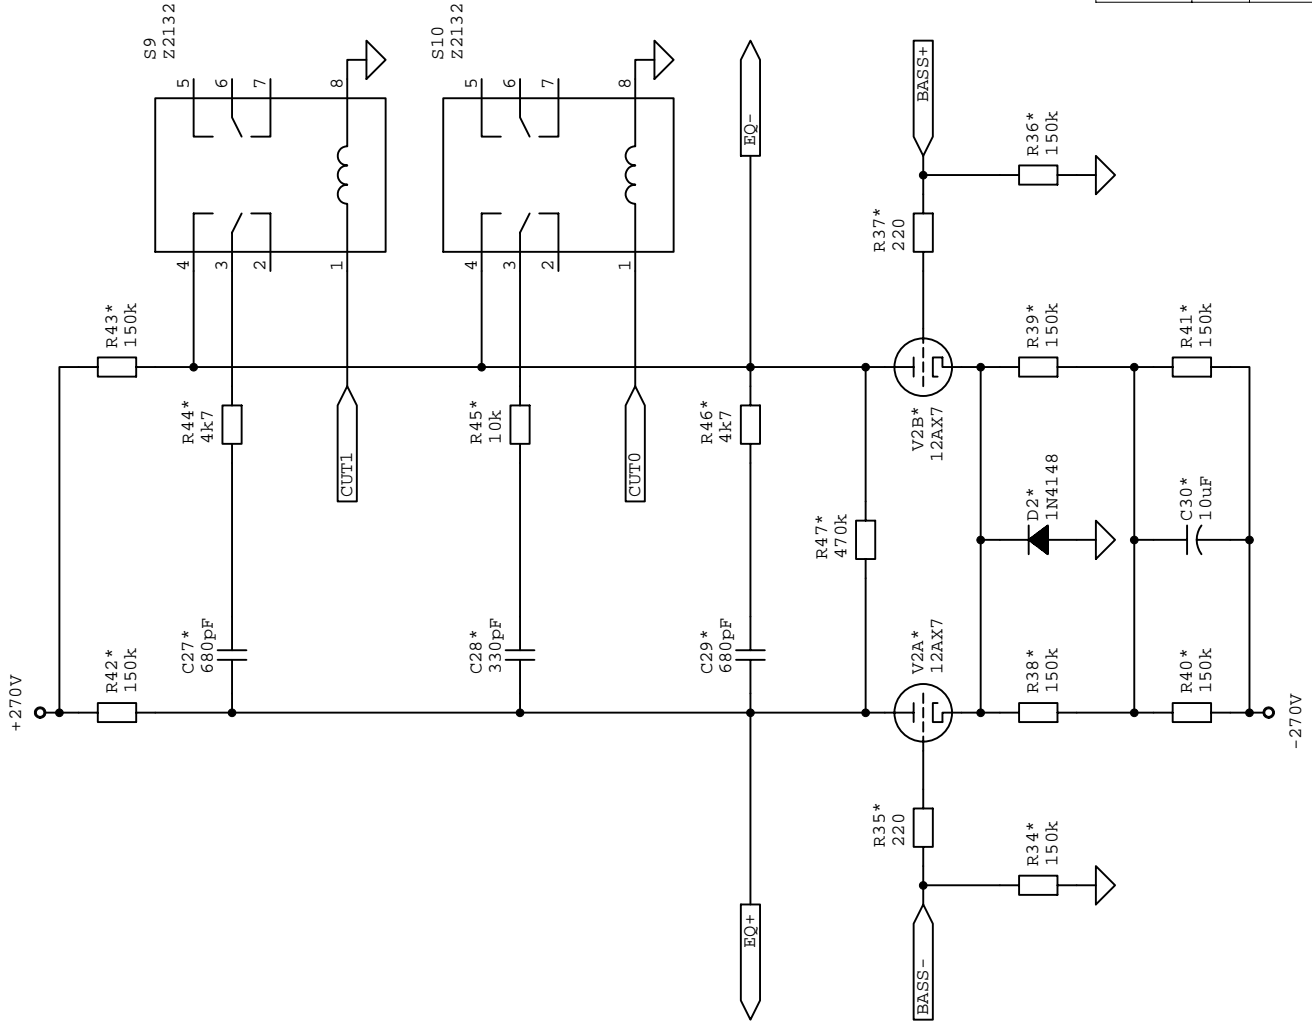 S9
Z2132
5
6
7
8
4
3
2
1
S10
Z2132
5
6
7
8
4
3
2
1
EQ-
BASS+
R36*
150k
R37*
220
R43*
150k
R44*
4k7
CUT1
R45*
10k
CUT0
R46*
4k7
R47*
470k
V2B*
12AX7
R39*
150k
R41*
150k
D2*
1N4148
C30*
10uF
+270V
R42*
150k
C27*
680pF
C28*
330pF
C29*
680pF
V2A*
12AX7
R38*
150k
R40*
150k
-270V
R35*
220
R34*
150k
EQ+
BASS-